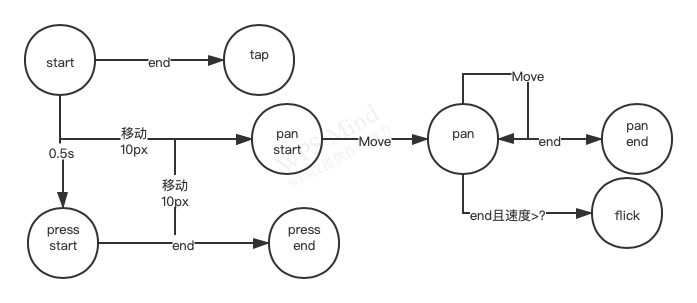 start
end
tap
移动
10px
0.5s
pan
start
Move
pan
Move
end
pan
end
移动
10px
press
start
end
press
end
end且速度>?
flick